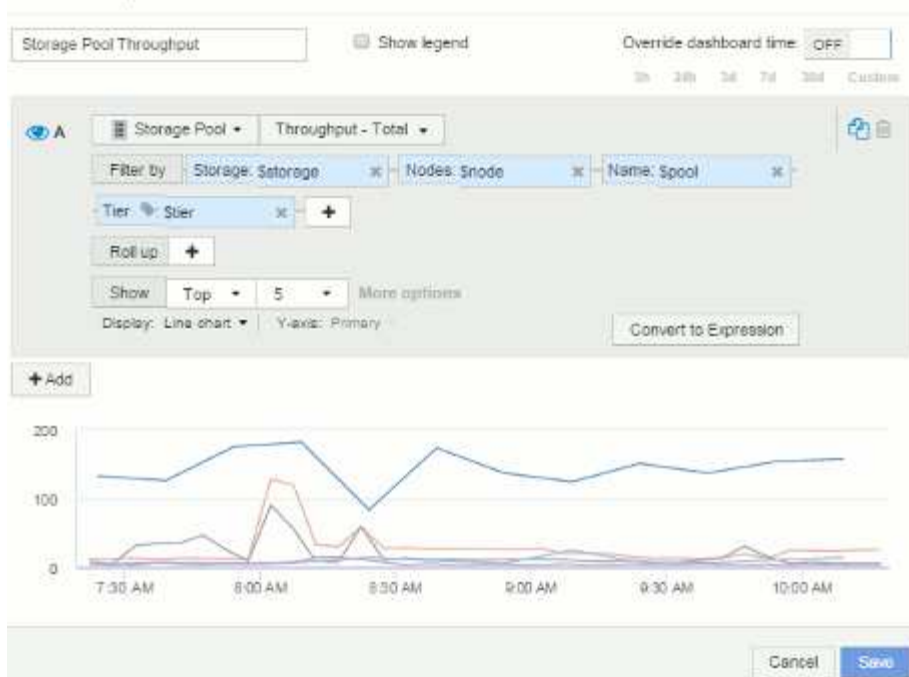 Storage Pool Throughput Show legend Override dashboard time: OFF
3h 24h 3d 7d 30d Custom
A Storage Pool Throughput - Total
Filter by Storage: $storage Nodes: $node Name: $pool
Tier $tier
Roll up
Show Top 5 More options
Display: Line chart Y-axis: Primary Convert to Expression
+ Add
200
100
0
7:30 AM 8:00 AM 8:30 AM 9:00 AM 9:30 AM 10:00 AM
Cancel Save